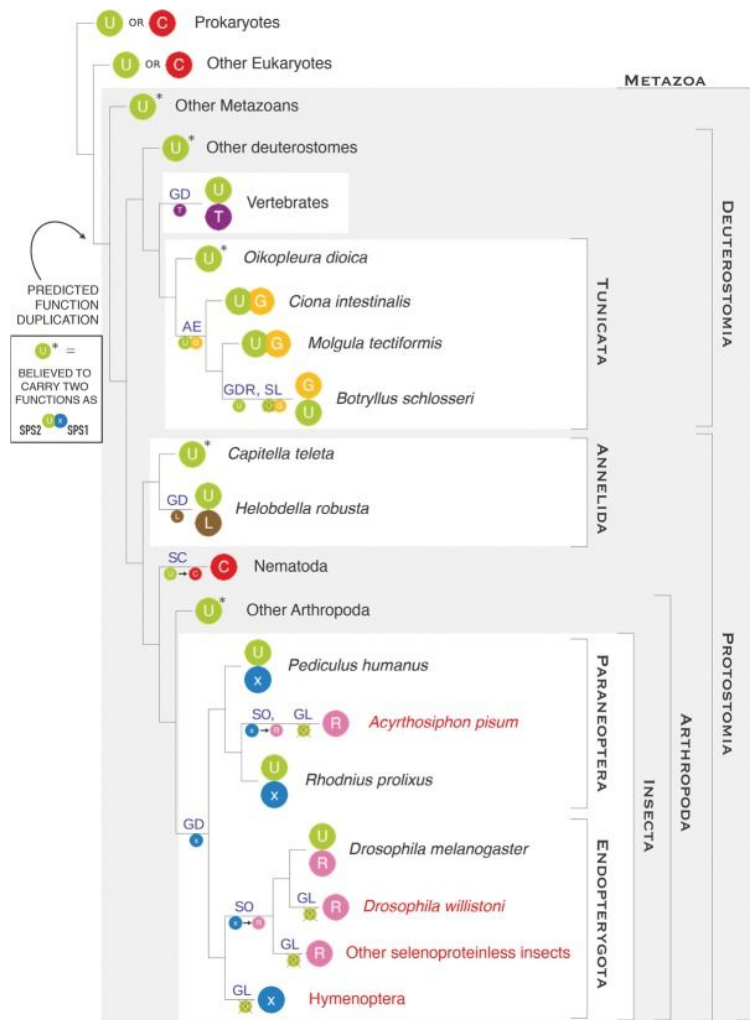 U OR C Prokaryotes
U OR C Other Eukaryotes
METAZOA
U* Other Metazoans
U* Other deuterostomes
GD
T
U
T
Vertebrates
DEUTEROSTOMIA
U* Oikopleura dioica
TUNICATA
PREDICTED
FUNCTION
DUPLICATION
U G Ciona intestinalis
AE
U G
U G Molgula tectiformis
U* =
BELIEVED TO
CARRY TWO
FUNCTIONS AS
U x
SPS2 SPS1
GDR, SL
U G
G
U
Botryllus schlosseri
U* Capitella teleta
ANNELIDA
GD
L
U
L
Helobdella robusta
SC
U C
C Nematoda
PROTOSTOMIA
U* Other Arthropoda
ARTHROPODA
INSECTA
U
x
Pediculus humanus
PARANEOPTERA
SO, GL
x R
R Acyrthosiphon pisum
U
x
Rhodnius prolixus
GD
x
U
R
Drosophila melanogaster
ENDOPTERYGOTA
SO
x R
GL
R Drosophila willistoni
GL
R Other selenoproteinless insects
GL
x Hymenoptera